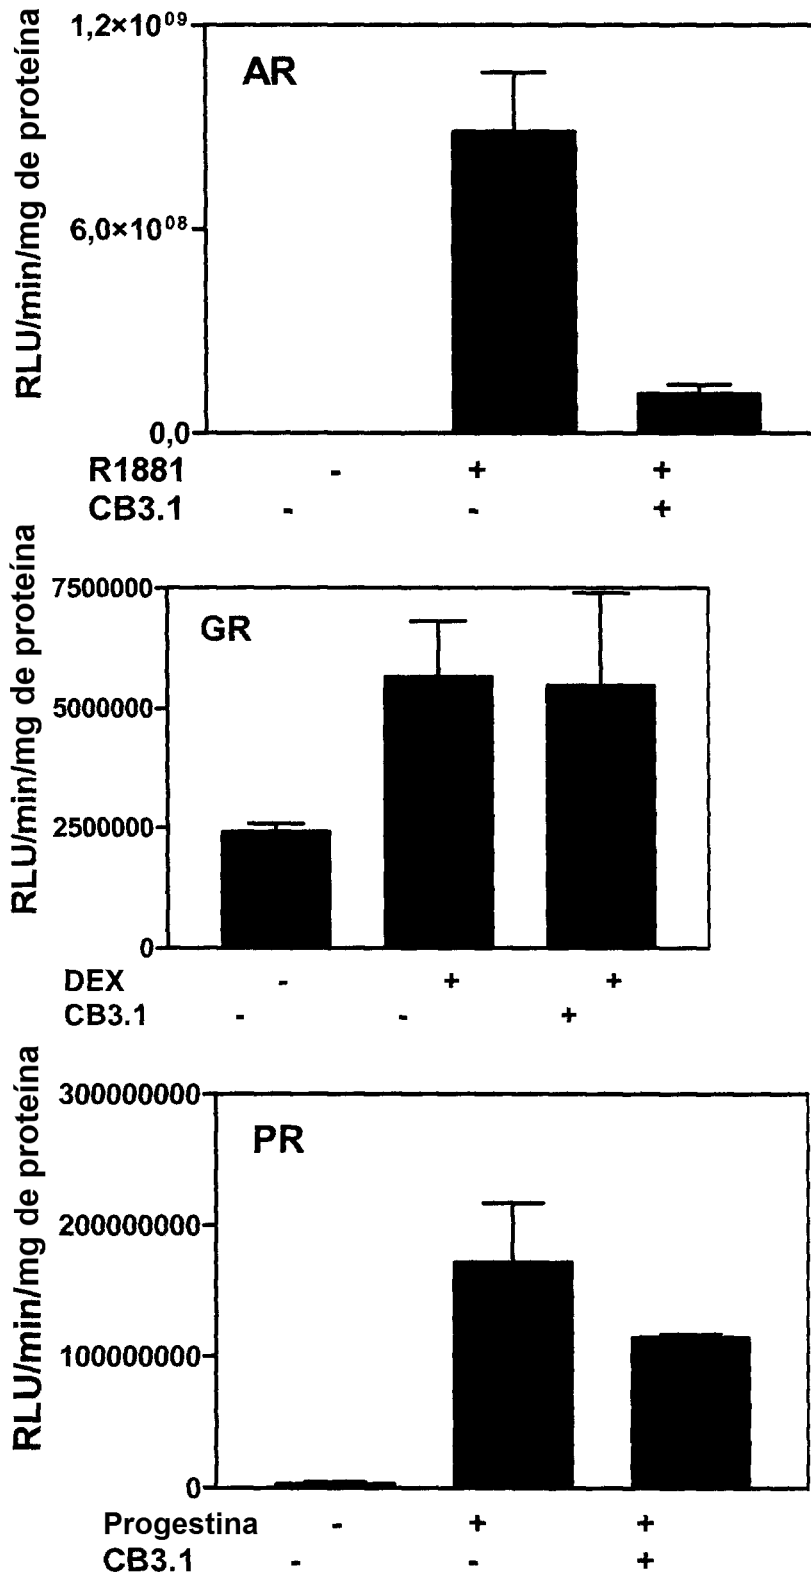 RLU/min/mg de proteína
1,2×10⁰⁹
AR
6,0×10⁰⁸
0,0
R1881 - + +
CB3.1 - - +
RLU/min/mg de proteína
7500000
GR
5000000
2500000
0
DEX - + +
CB3.1 - - +
RLU/min/mg de proteína
300000000
PR
200000000
100000000
0
Progestina - + +
CB3.1 - - +